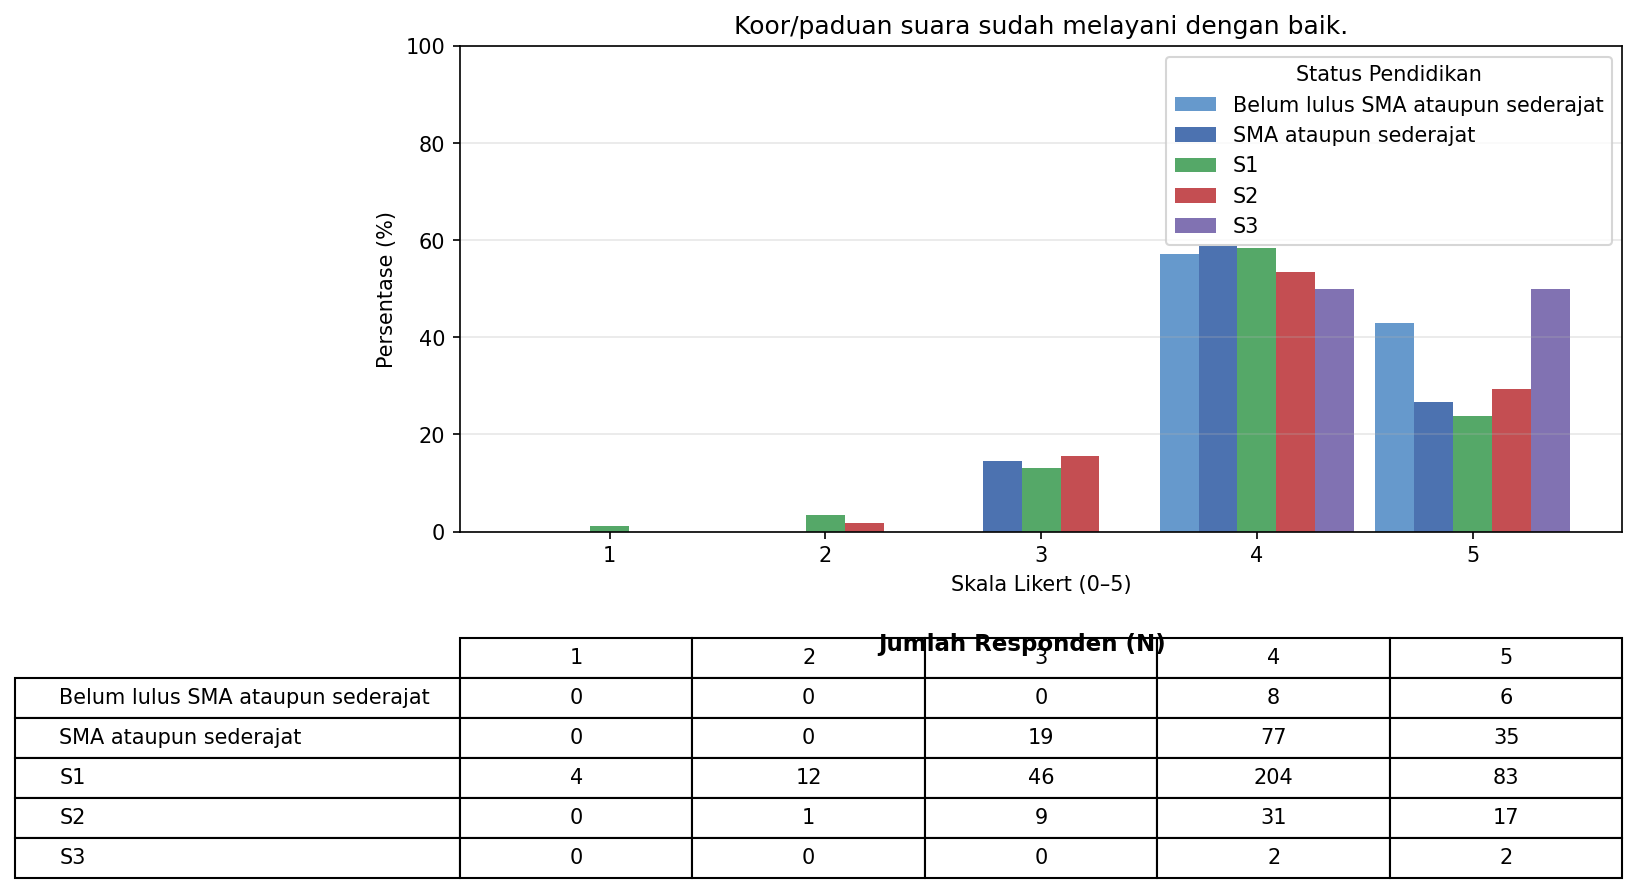 Koor/paduan suara sudah melayani dengan baik.
100
80
60
40
20
0
Persentase (%)
Status Pendidikan
Belum lulus SMA ataupun sederajat
SMA ataupun sederajat
S1
S2
S3
1 2 3 4 5
Skala Likert (0–5)
Jumlah Responden (N)
1 2 3 4 5
Belum lulus SMA ataupun sederajat 0 0 0 8 6
SMA ataupun sederajat 0 0 19 77 35
S1 4 12 46 204 83
S2 0 1 9 31 17
S3 0 0 0 2 2